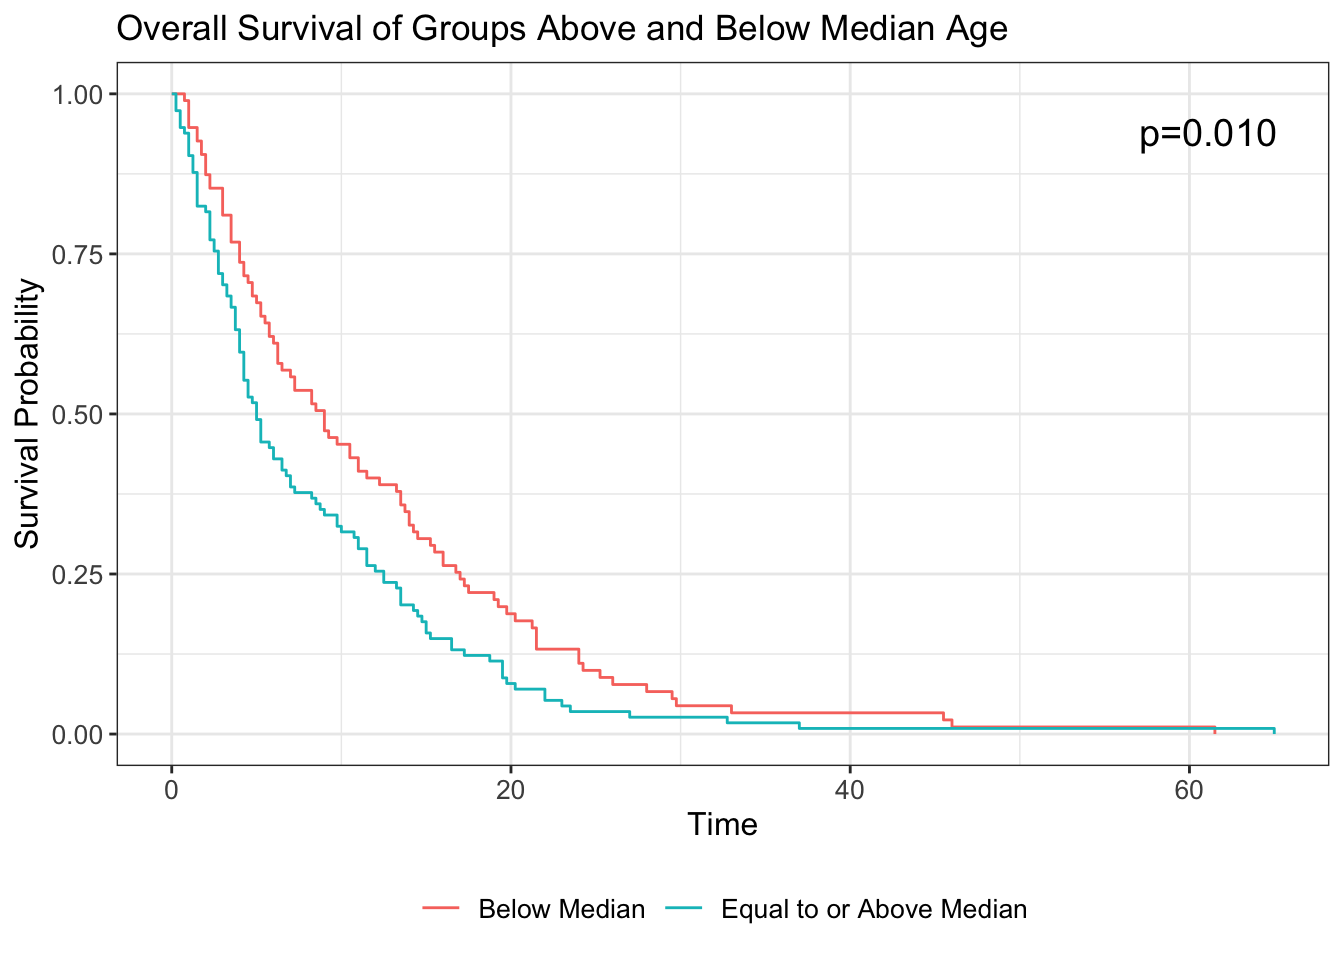 Overall Survival of Groups Above and Below Median Age
p=0.010
Survival Probability
1.00
0.75
0.50
0.25
0.00
0 20 40 60
Time
Below Median Equal to or Above Median